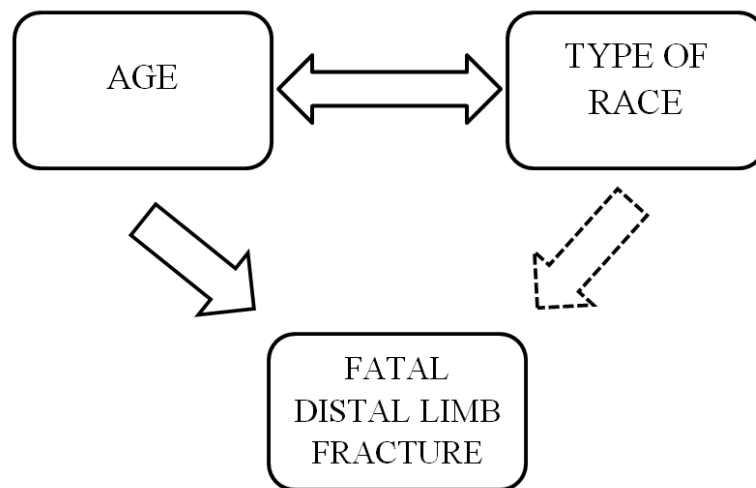 AGE
TYPE OF
RACE
FATAL
DISTAL LIMB
FRACTURE